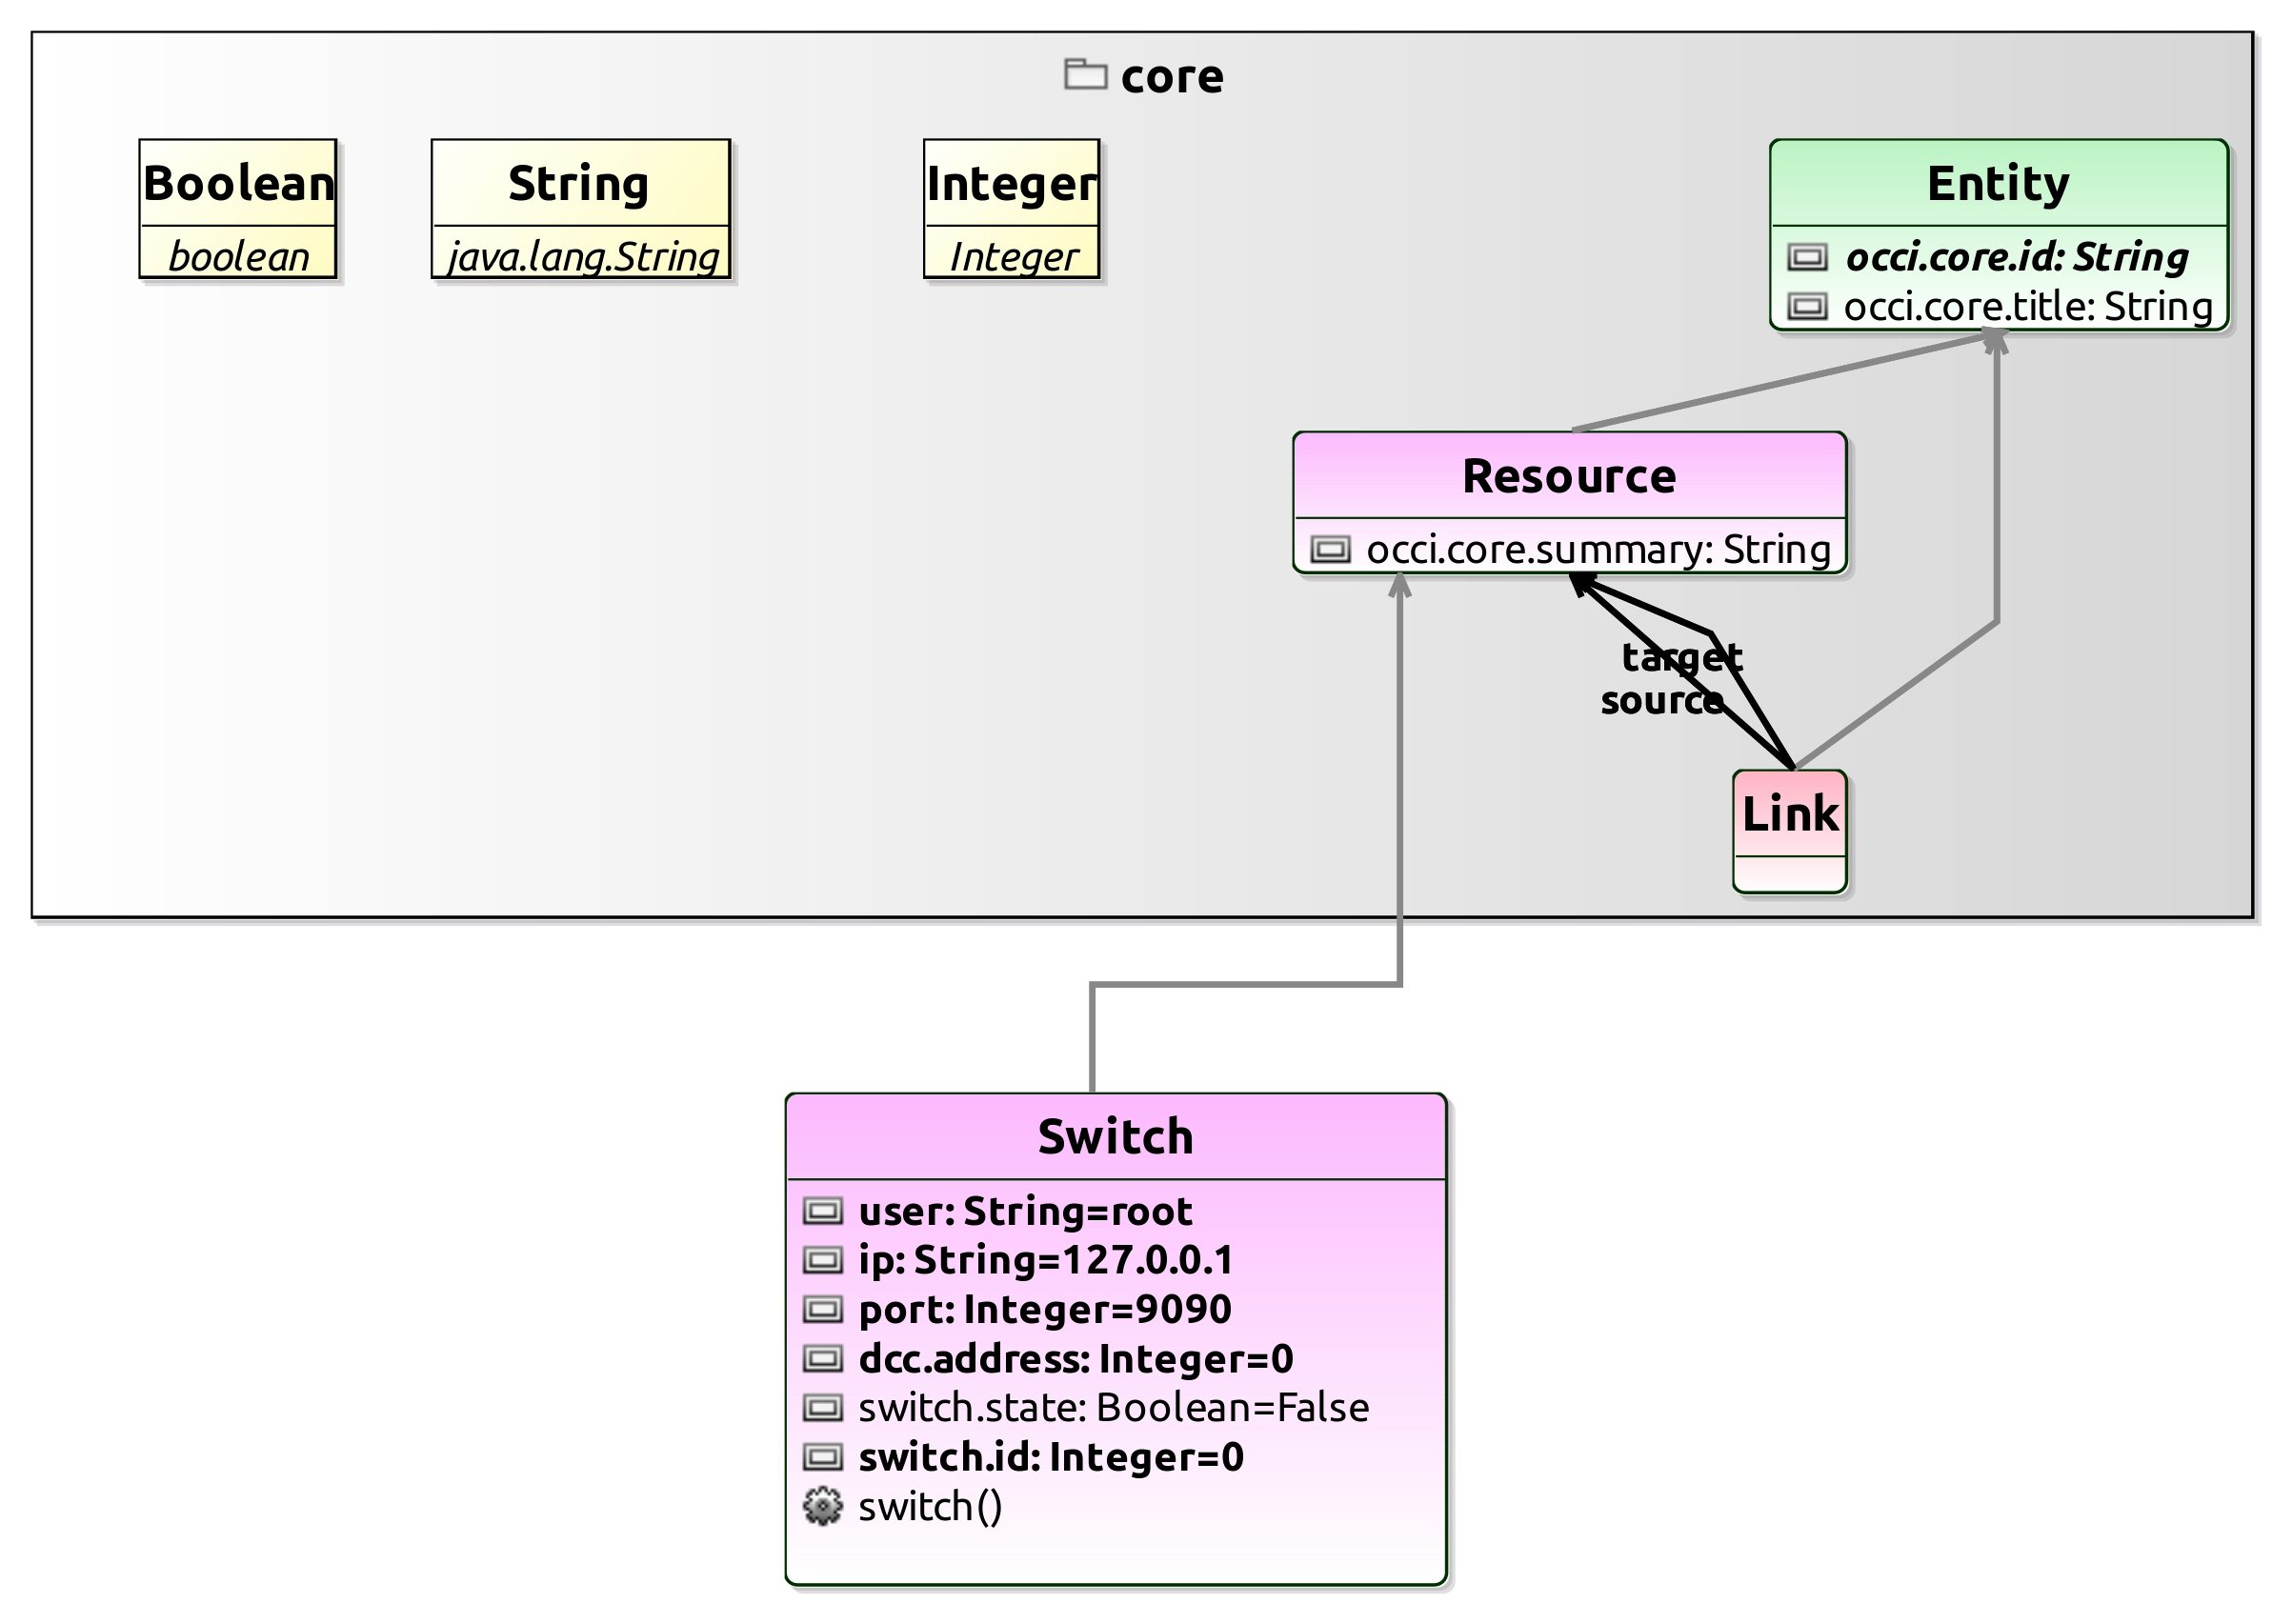 core
Boolean
boolean
String
java.lang.String
Integer
Integer
Entity
occi.core.id: String
occi.core.title: String
Resource
occi.core.summary: String
target
source
Link
Switch
user: String=root
ip: String=127.0.0.1
port: Integer=9090
dcc.address: Integer=0
switch.state: Boolean=False
switch.id: Integer=0
switch()